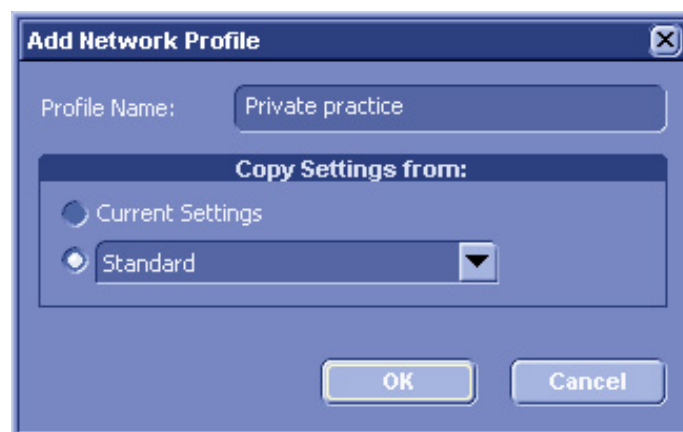 Add Network Profile
Profile Name: Private practice
Copy Settings from:
Current Settings
Standard
OK Cancel